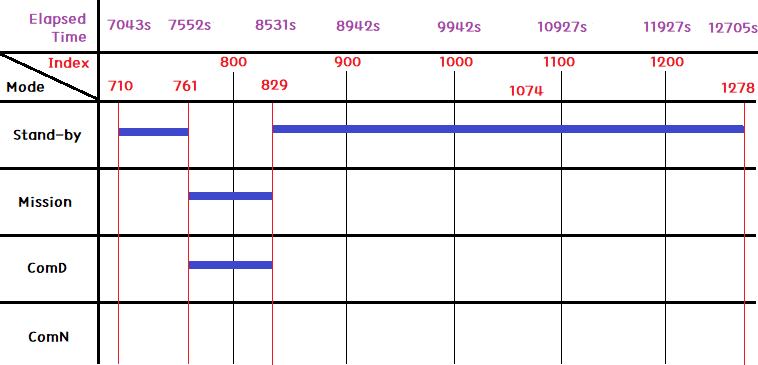 Elapsed Time 7043s 7552s 8531s 8942s 9942s 10927s 11927s 12705s
Index 800 900 1000 1100 1200
Mode 710 761 829 1074 1278
Stand-by
Mission
ComD
ComN